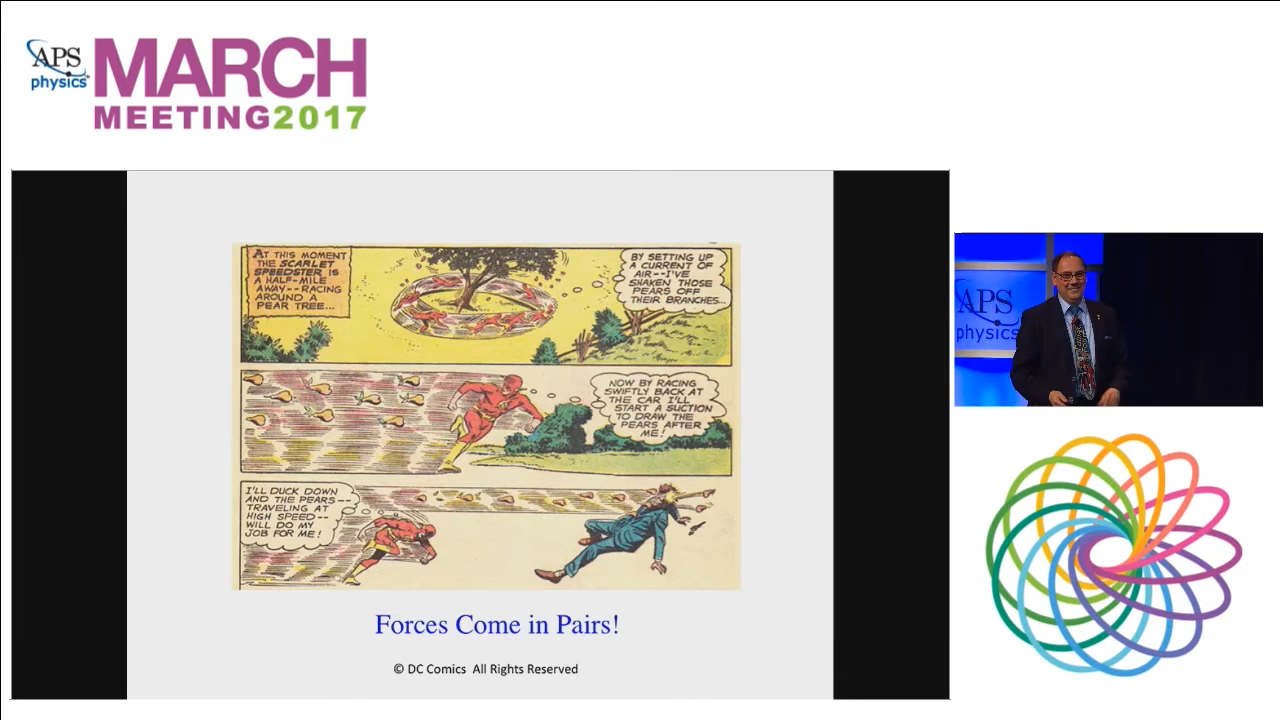 APS
physics
MARCH
MEETING2017
AT THIS MOMENT
THE SCARLET
SPEEDSTER IS
A HALF-MILE
AWAY--RACING
AROUND A
PEAR TREE...
BY SETTING UP
A CURRENT OF
AIR--I'VE
SHAKEN THOSE
PEARS OFF
THEIR BRANCHES...
NOW BY RACING
SWIFTLY BACK AT
THE CAR I'LL
START A SUCTION
TO DRAW THE
PEARS AFTER
ME!
I'LL DUCK DOWN
AND THE PEARS--
TRAVELING AT
HIGH SPEED--
WILL DO MY
JOB FOR ME!
Forces Come in Pairs!
© DC Comics All Rights Reserved
APS
physics